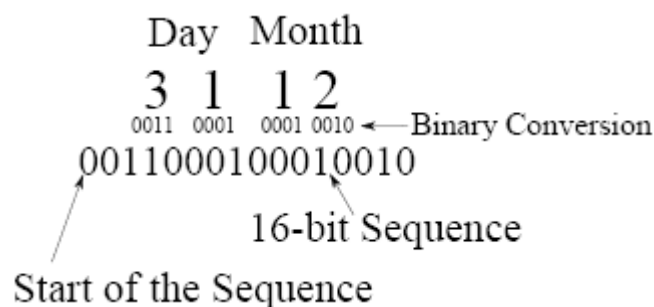 Day Month
3 1 1 2
0011 0001 0001 0010 Binary Conversion
0011000100010010
16-bit Sequence
Start of the Sequence